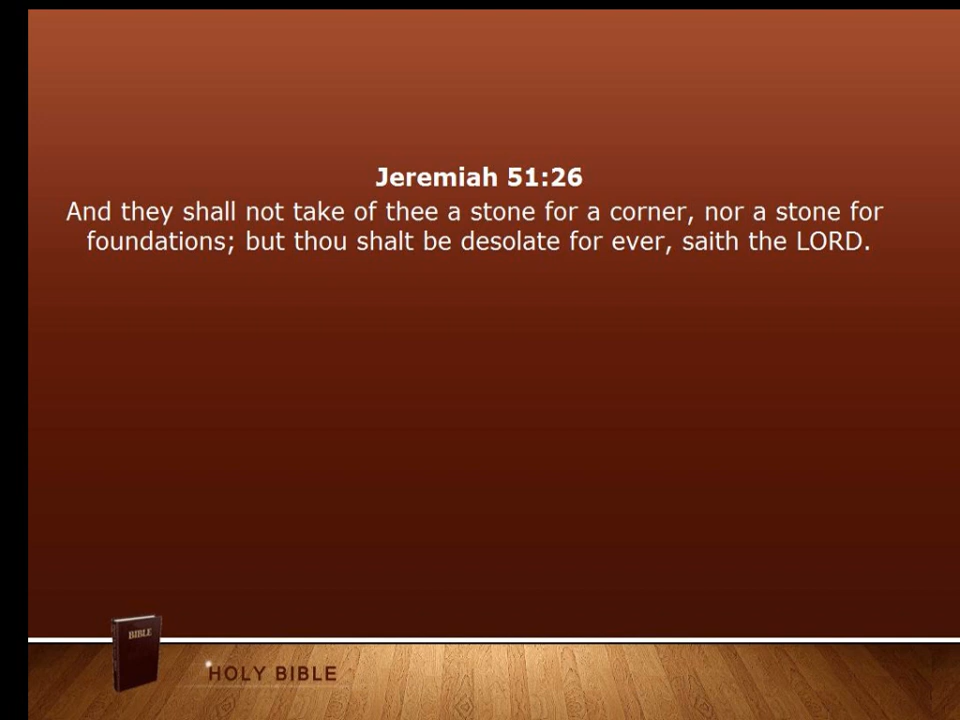 Jeremiah 51:26
And they shall not take of thee a stone for a corner, nor a stone for
foundations; but thou shalt be desolate for ever, saith the LORD.
BIBLE
HOLY BIBLE